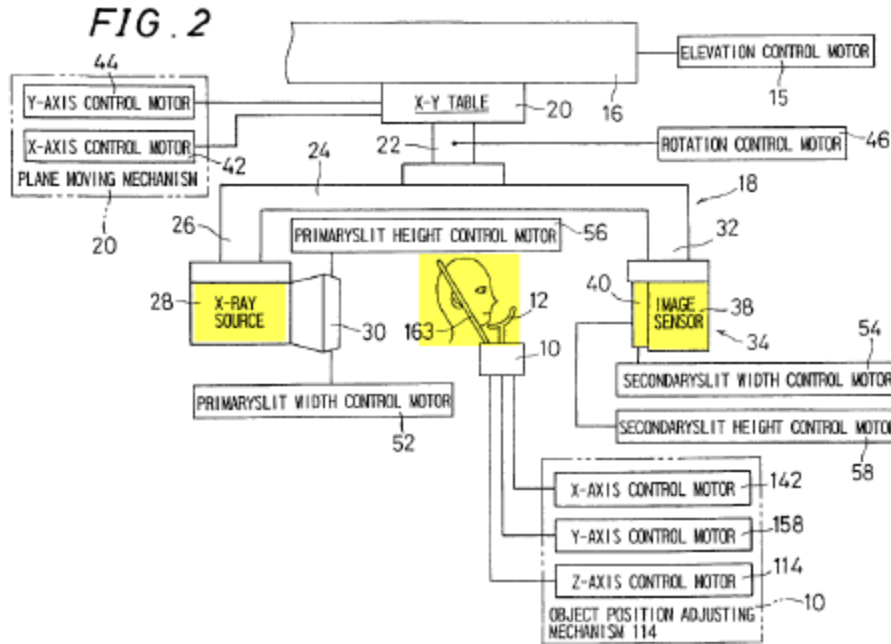 FIG. 2
44
Y-AXIS CONTROL MOTOR
X-AXIS CONTROL MOTOR
42
PLANE MOVING MECHANISM
20
X-Y TABLE
20
16
ELEVATION CONTROL MOTOR
15
22
ROTATION CONTROL MOTOR
46
24
18
26
PRIMARYSLIT HEIGHT CONTROL MOTOR
56
32
28
X-RAY
SOURCE
30
163
12
10
40
IMAGE
SENSOR
38
34
54
PRIMARYSLIT WIDTH CONTROL MOTOR
52
SECONDARYSLIT WIDTH CONTROL MOTOR
SECONDARYSLIT HEIGHT CONTROL MOTOR
58
X-AXIS CONTROL MOTOR
142
Y-AXIS CONTROL MOTOR
158
Z-AXIS CONTROL MOTOR
114
OBJECT POSITION ADJUSTING
MECHANISM 114
10